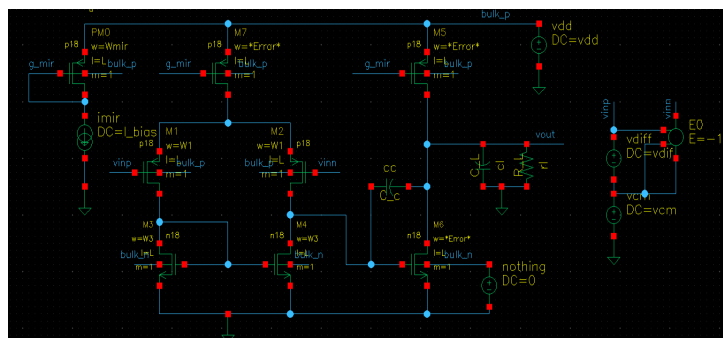 bulk_p
PM0
p18
w=Wmir
l=L
g_mir
bulk_p
m=1
M7
p18
w=*Error*
l=L
g_mir
bulk_p
m=1
M5
p18
w=*Error*
l=L
g_mir
bulk_p
m=1
vdd
DC=vdd
imir
DC=I_bias
M1
p18
w=W1
l=L
vinp
bulk_p
m=1
M2
w=W1
p18
l=L
bulk_p
vinn
m=1
cc
C_c
vout
C_L
cl
R_L
rl
vinp
vinn
E0
E=-1
vdiff
DC=vdif
vcm
DC=vcm
M3
n18
w=W3
l=L
bulk_n
m=1
M4
n18
w=W3
l=L
bulk_n
m=1
M6
n18
w=*Error*
l=L
bulk_n
m=1
nothing
DC=0